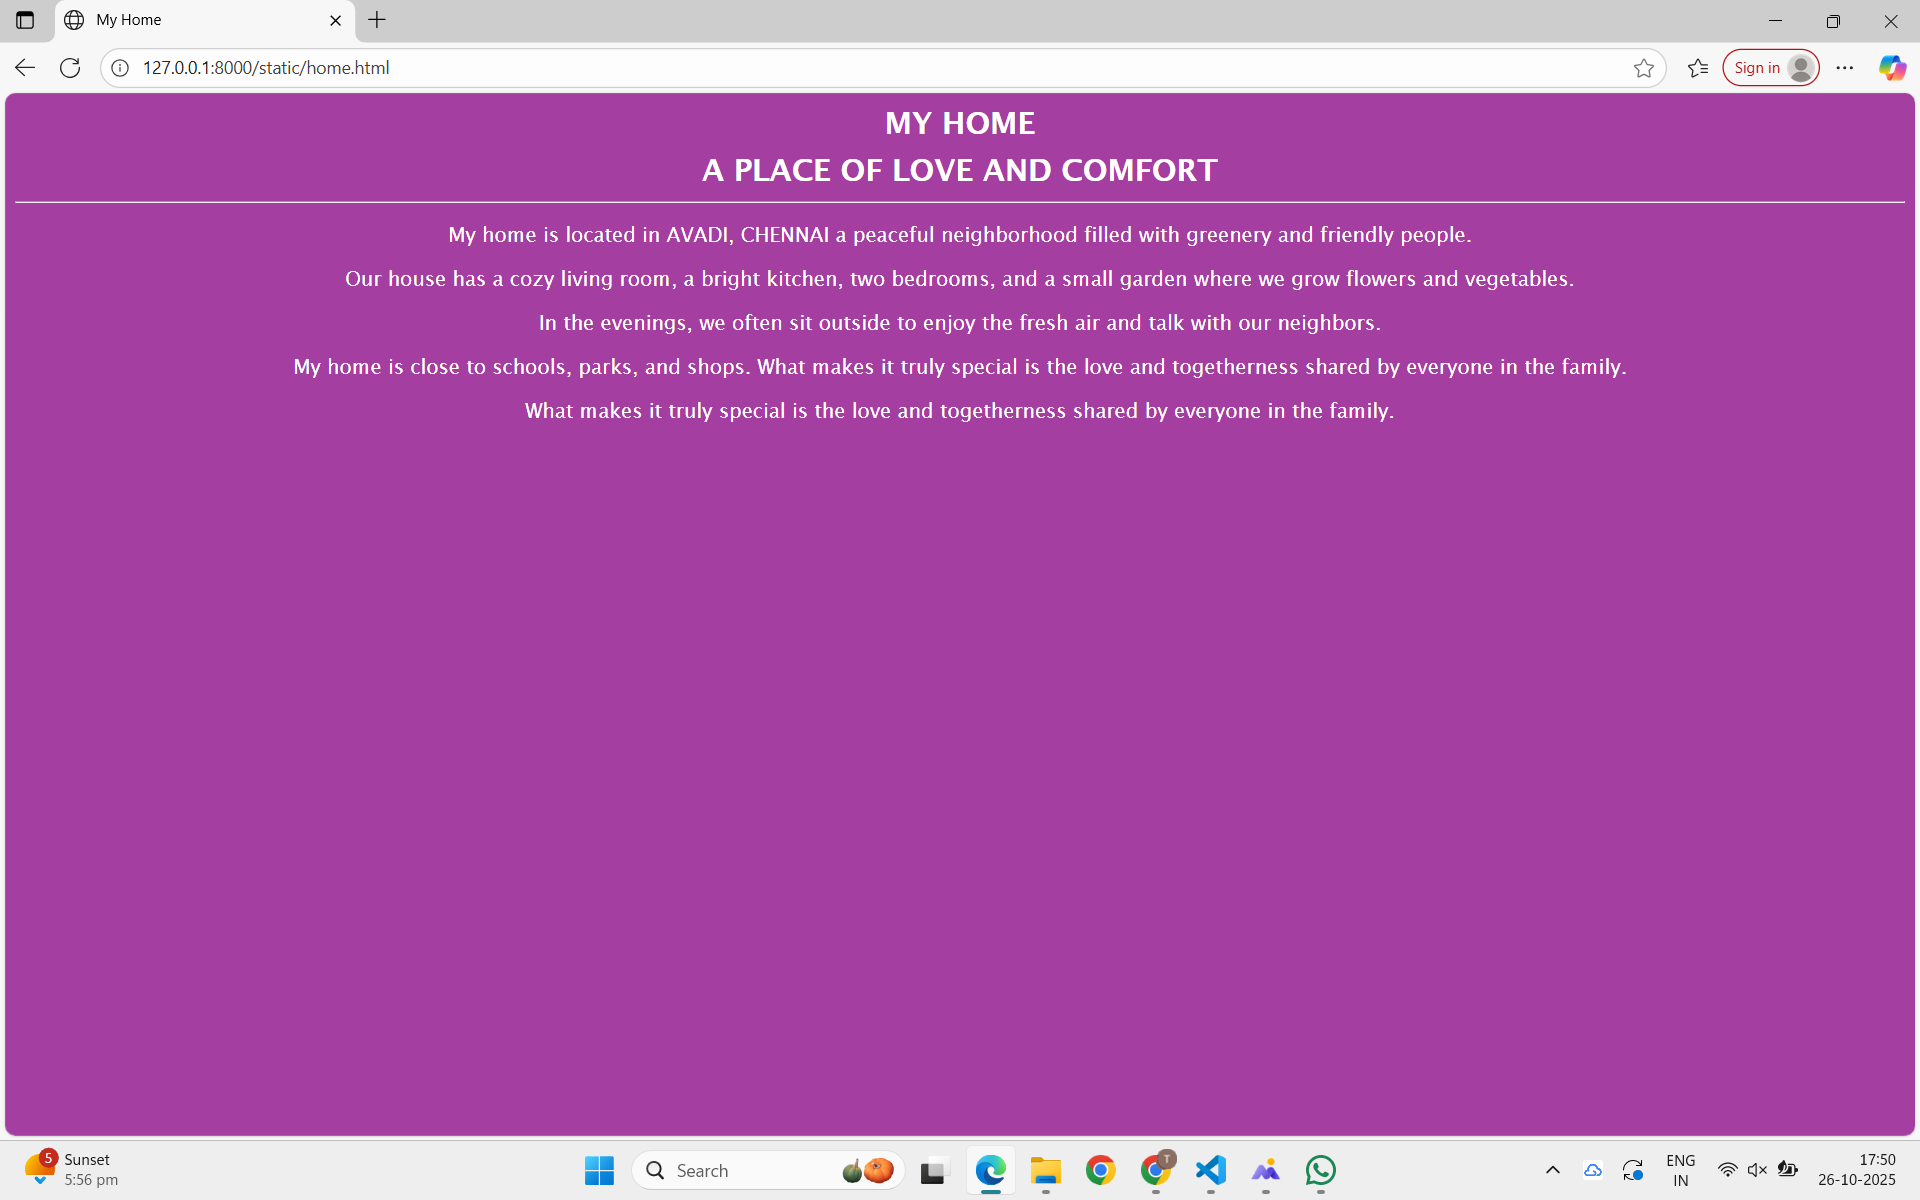 My Home
127.0.0.1:8000/static/home.html
Sign in
MY HOME
A PLACE OF LOVE AND COMFORT
My home is located in AVADI, CHENNAI a peaceful neighborhood filled with greenery and friendly people.
Our house has a cozy living room, a bright kitchen, two bedrooms, and a small garden where we grow flowers and vegetables.
In the evenings, we often sit outside to enjoy the fresh air and talk with our neighbors.
My home is close to schools, parks, and shops. What makes it truly special is the love and togetherness shared by everyone in the family.
What makes it truly special is the love and togetherness shared by everyone in the family.
5
Sunset
5:56 pm
Search
T
ENG
IN
17:50
26-10-2025